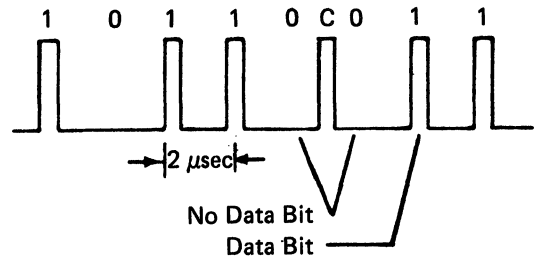 1 0 1 1 0 C 0 1 1
2 μsec
No Data Bit
Data Bit